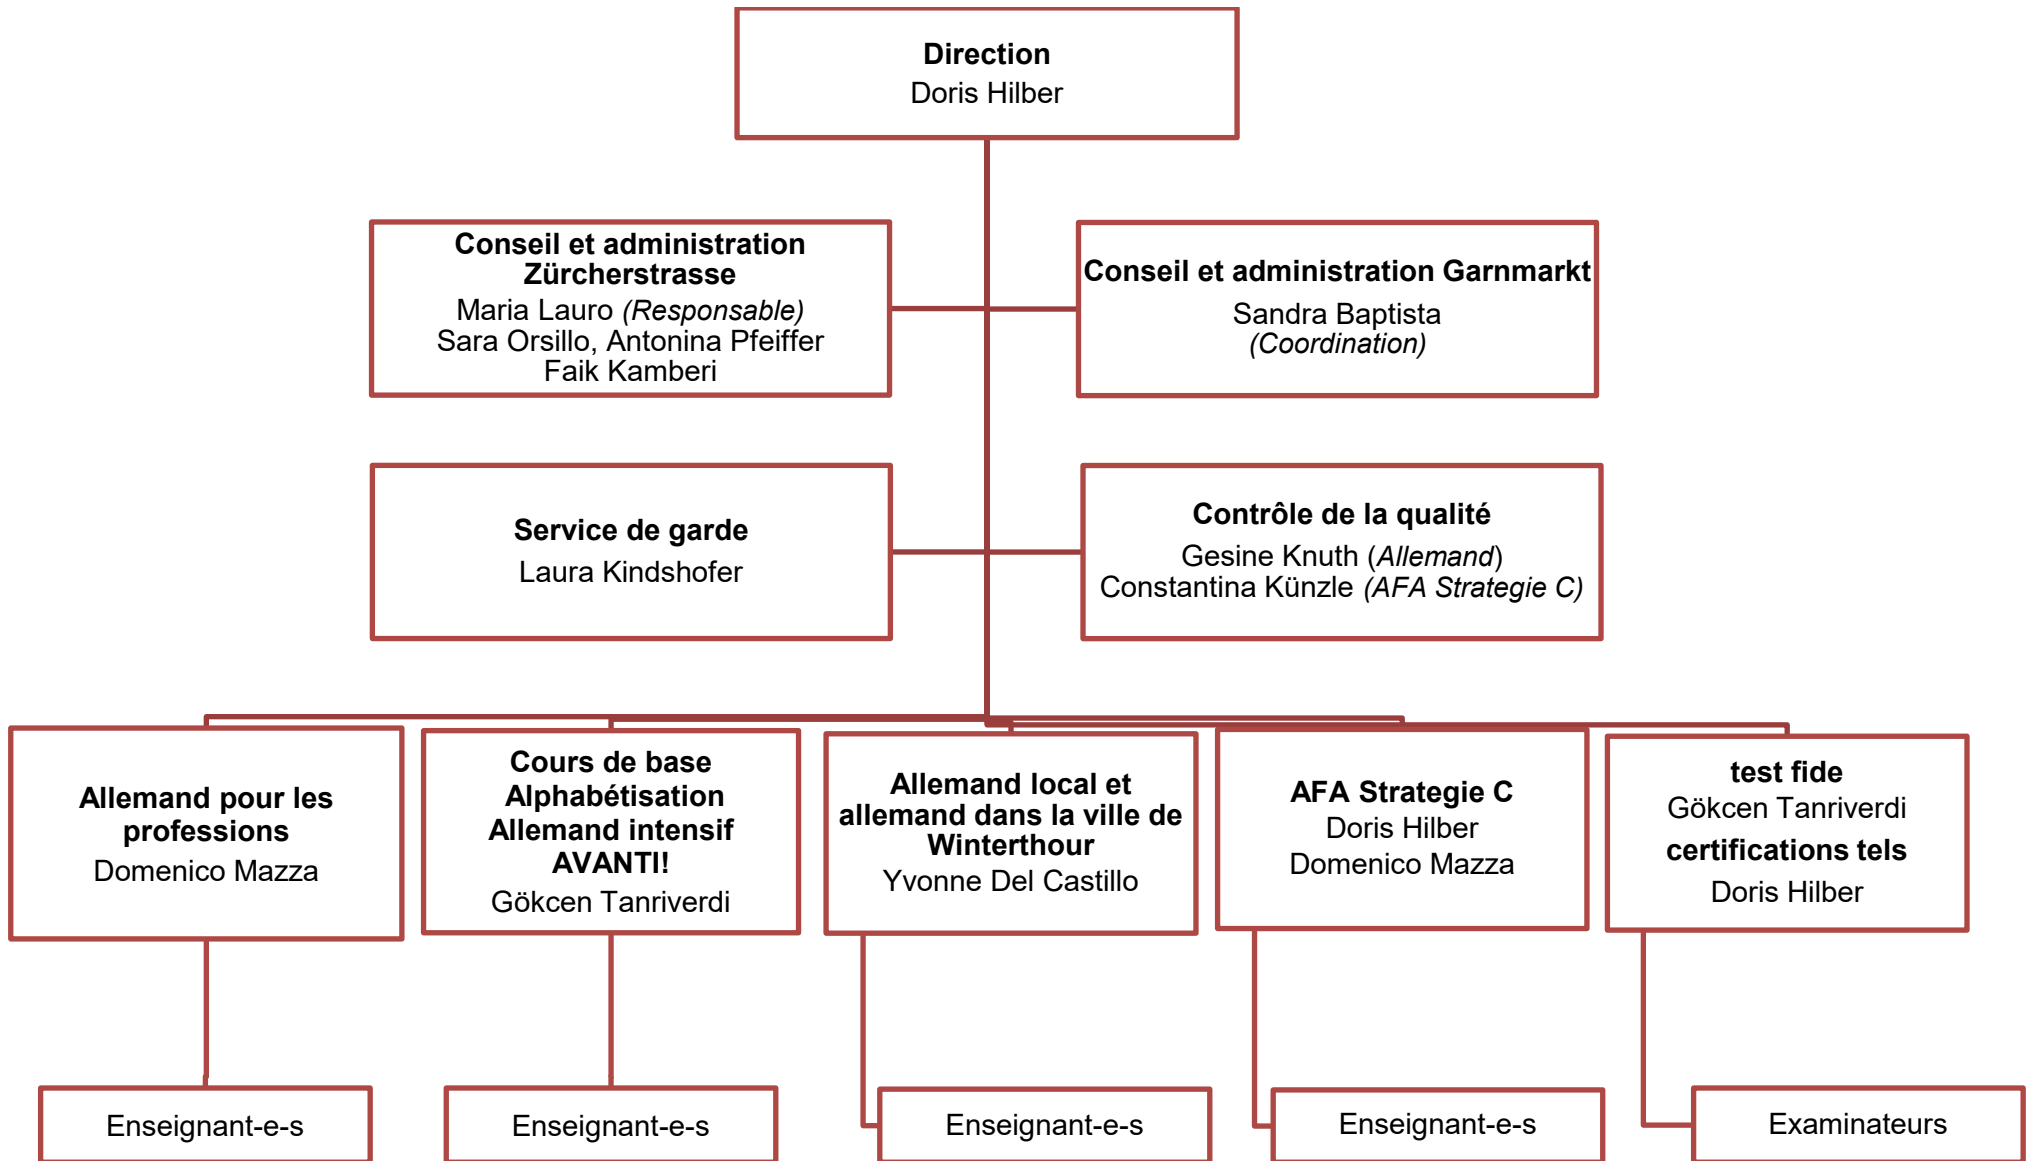 Direction
Doris Hilber
Conseil et administration
Zürcherstrasse
Maria Lauro (Responsable)
Sara Orsillo, Antonina Pfeiffer
Faik Kamberi
Conseil et administration Garnmarkt
Sandra Baptista
(Coordination)
Service de garde
Laura Kindshofer
Contrôle de la qualité
Gesine Knuth (Allemand)
Constantina Künzle (AFA Strategie C)
Allemand pour les
professions
Domenico Mazza
Cours de base
Alphabétisation
Allemand intensif
AVANTI!
Gökcen Tanriverdi
Allemand local et
allemand dans la ville de
Winterthour
Yvonne Del Castillo
AFA Strategie C
Doris Hilber
Domenico Mazza
test fide
Gökcen Tanriverdi
certifications tels
Doris Hilber
Enseignant-e-s
Enseignant-e-s
Enseignant-e-s
Enseignant-e-s
Examinateurs